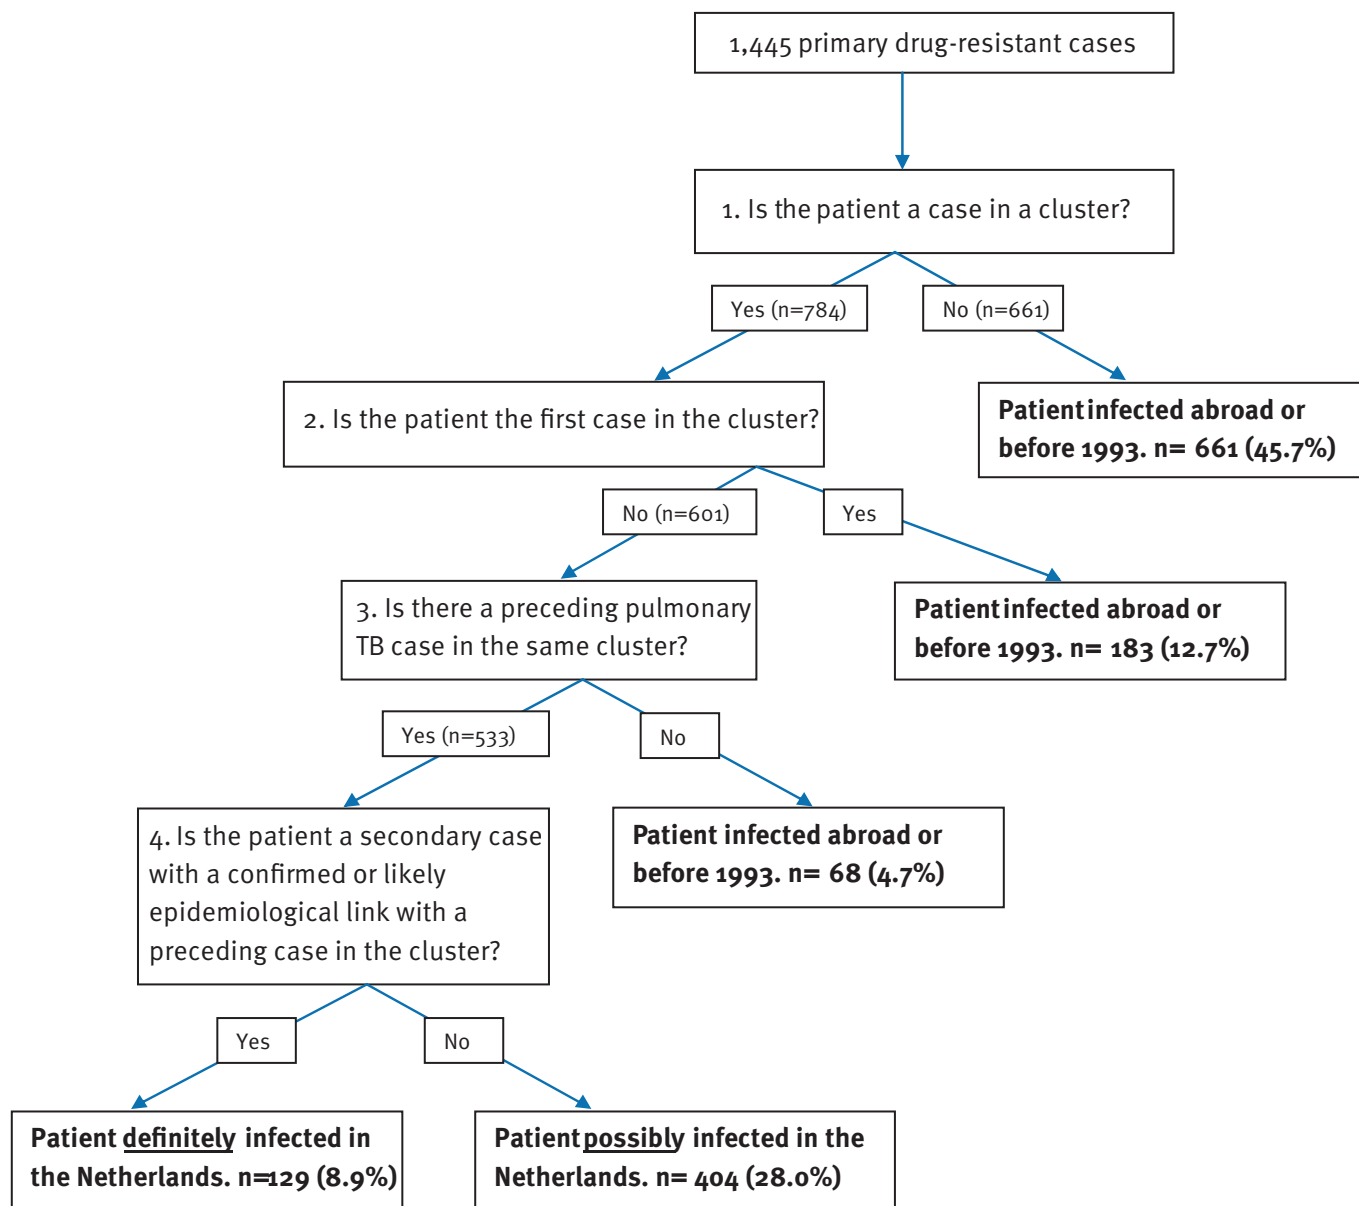 1,445 primary drug-resistant cases
1. Is the patient a case in a cluster?
Yes (n=784)
No (n=661)
2. Is the patient the first case in the cluster?
Patient infected abroad or
before 1993. n= 661 (45.7%)
No (n=601)
Yes
3. Is there a preceding pulmonary
TB case in the same cluster?
Patient infected abroad or
before 1993. n= 183 (12.7%)
Yes (n=533)
No
4. Is the patient a secondary case
with a confirmed or likely
epidemiological link with a
preceding case in the cluster?
Patient infected abroad or
before 1993. n= 68 (4.7%)
Yes
No
Patient definitely infected in
the Netherlands. n=129 (8.9%)
Patient possibly infected in the
Netherlands. n= 404 (28.0%)